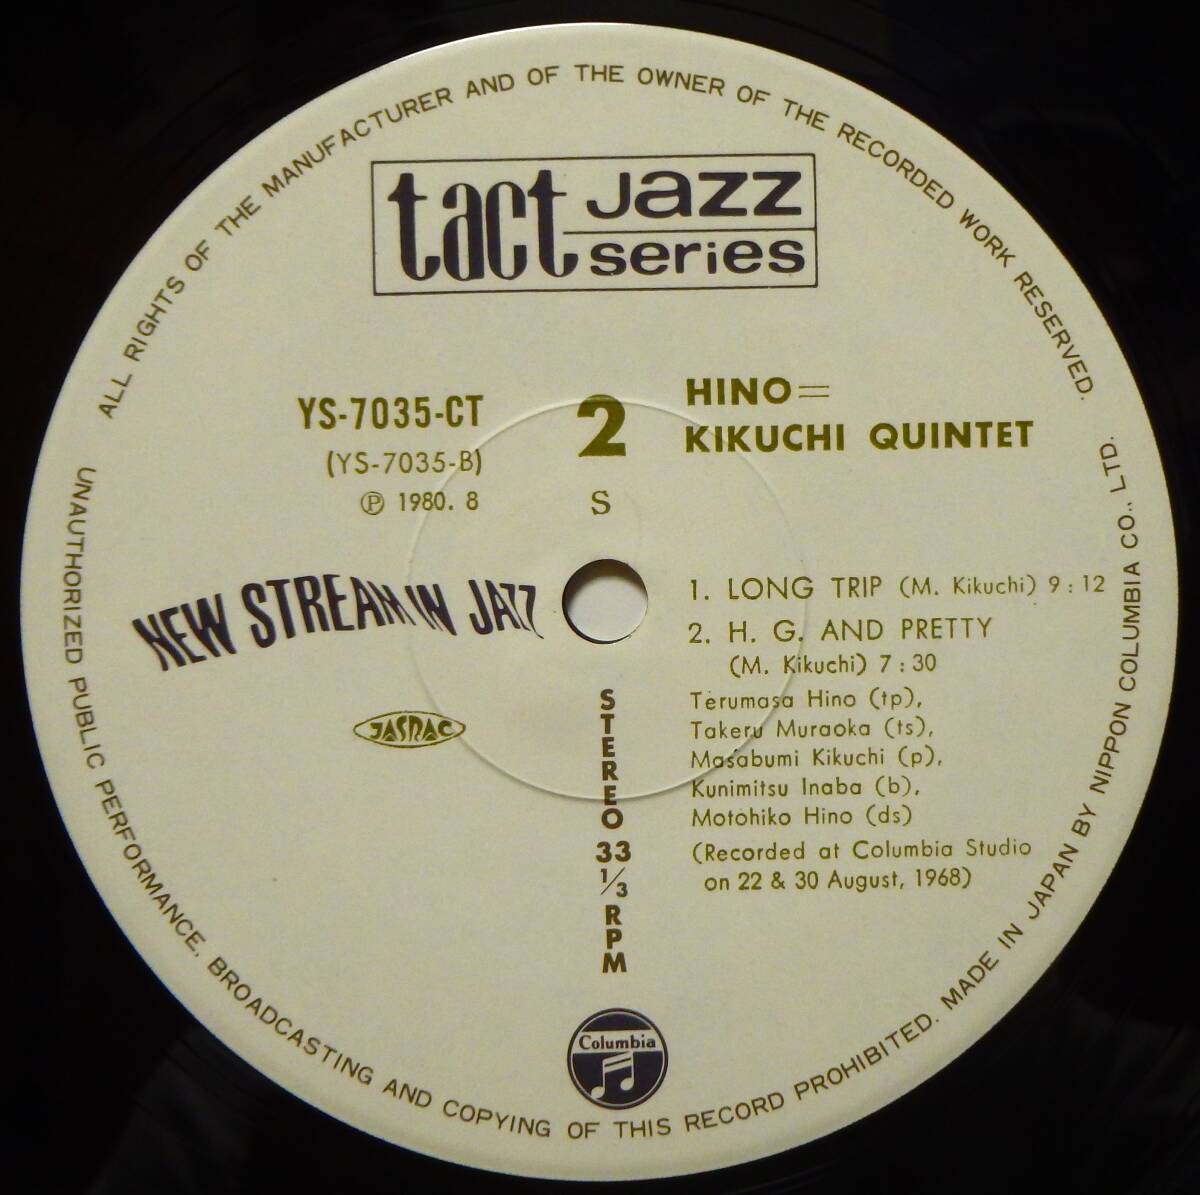 ALL RIGHTS OF THE MANUFACTURER AND OF THE OWNER OF THE RECORDED WORK RESERVED.
tact jazz
series
YS-7035-CT
(YS-7035-B)
Ⓟ 1980. 8
2
S
HINO=
KIKUCHI QUINTET
NEW STREAM IN JAZZ
JASRAC
1. LONG TRIP (M. Kikuchi) 9:12
2. H. G. AND PRETTY
(M. Kikuchi) 7:30
Terumasa Hino (tp),
Takeru Muraoka (ts),
Masabumi Kikuchi (p),
Kunimitsu Inaba (b),
Motohiko Hino (ds)
(Recorded at Columbia Studio
on 22 & 30 August, 1968)
STEREO 33 1/3 RPM
Columbia
UNAUTHORIZED PUBLIC PERFORMANCE, BROADCASTING AND COPYING OF THIS RECORD PROHIBITED. MADE IN JAPAN BY NIPPON COLUMBIA CO., LTD.